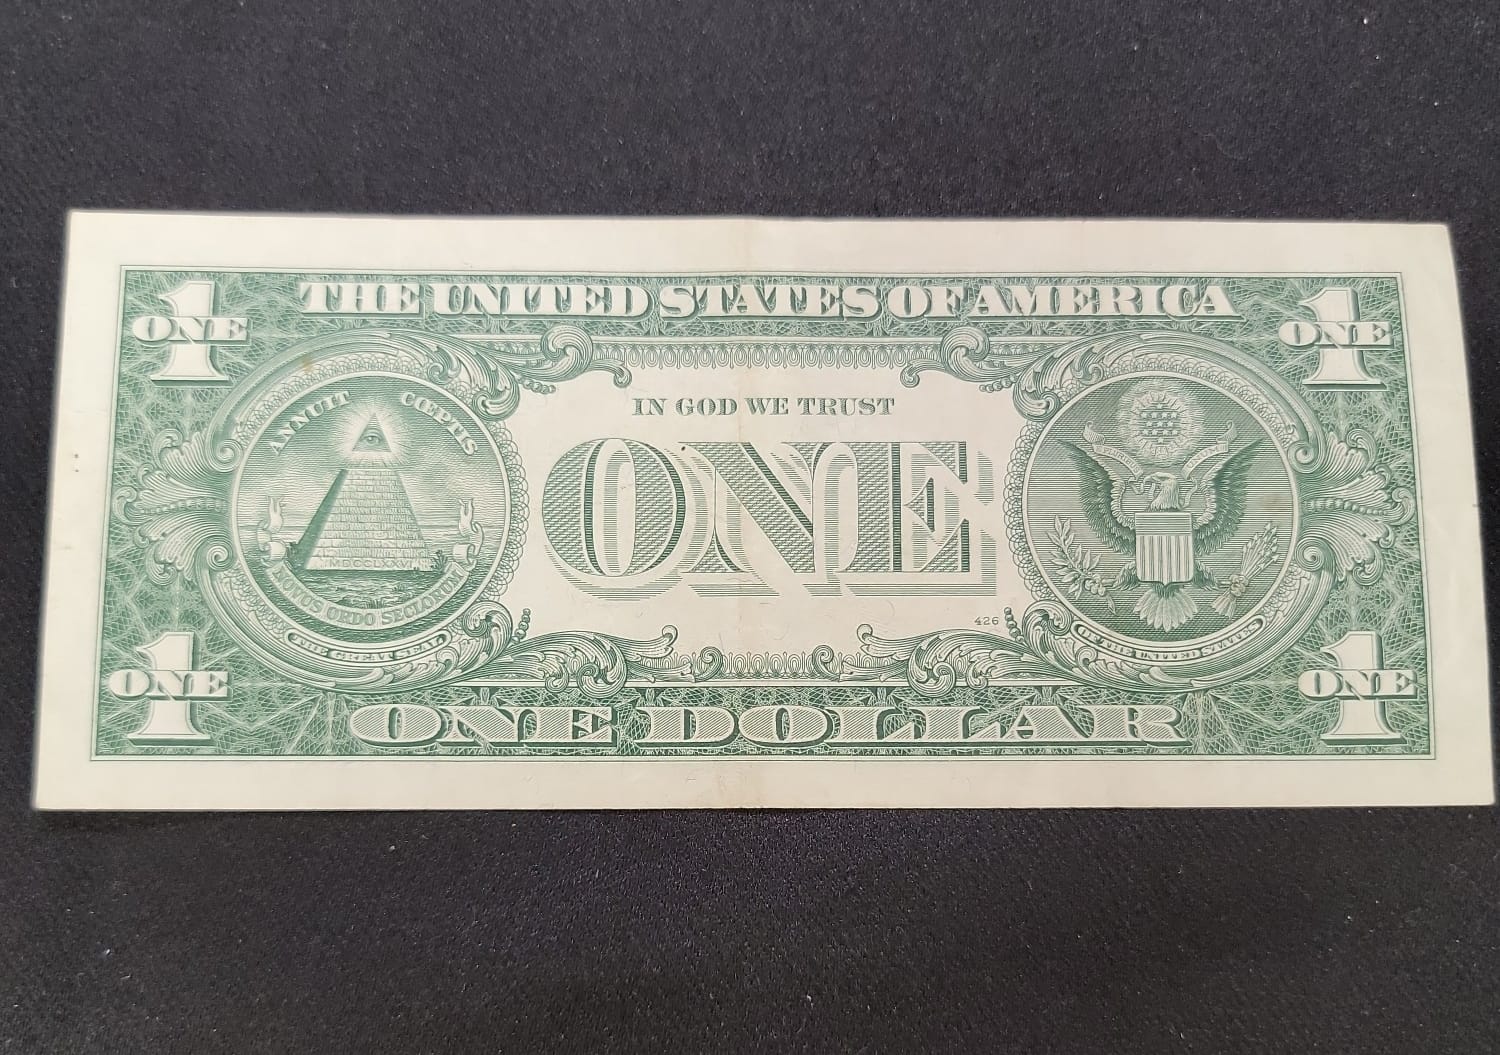 THE UNITED STATES OF AMERICA
1
ONE
1
ONE
ANNUIT CŒPTIS
MDCCLXXVI
NOVUS ORDO SECLORUM
THE GREAT SEAL
IN GOD WE TRUST
ONE
426
OF THE UNITED STATES
1
ONE
1
ONE
ONE DOLLAR